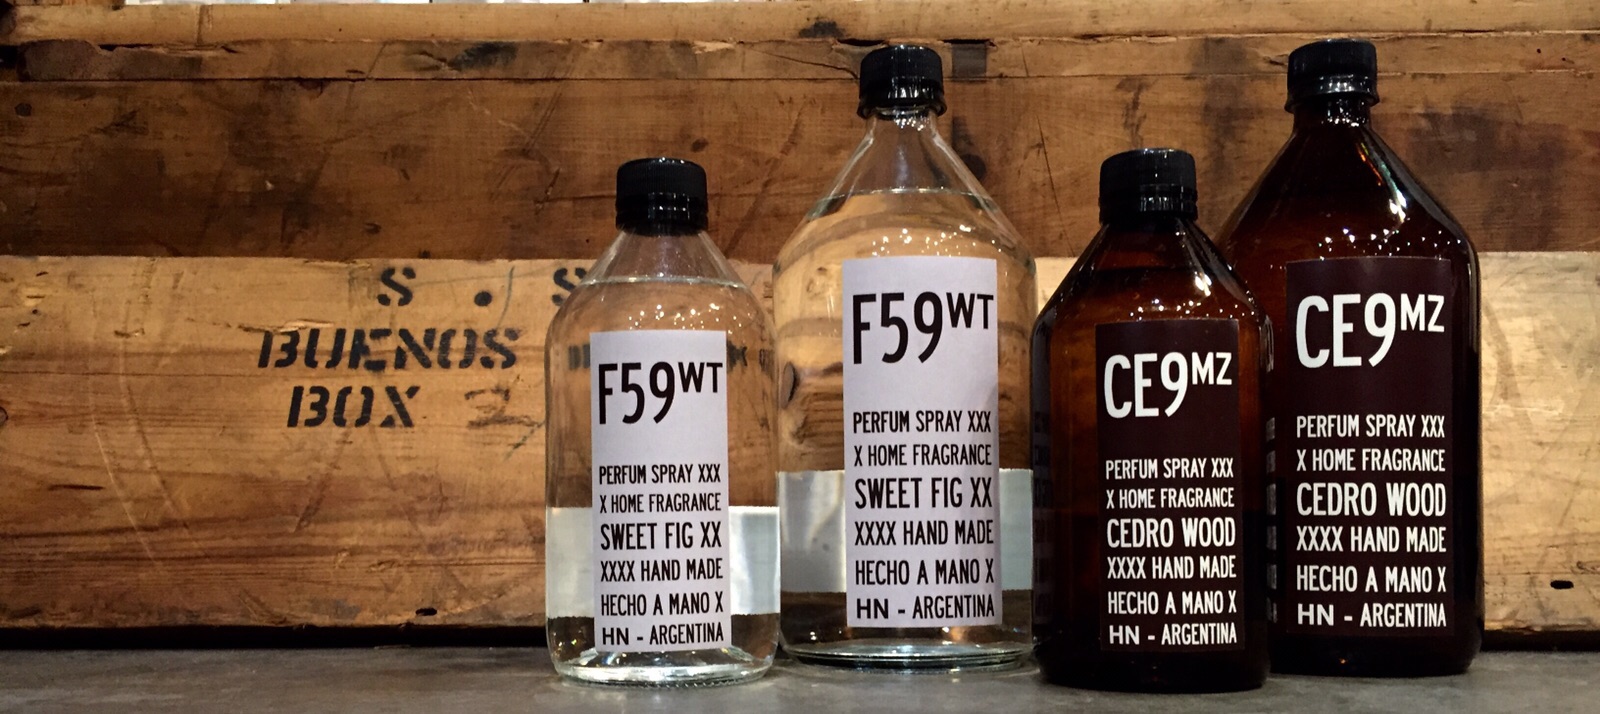 S . S
BUENOS
BOX
F59WT
PERFUM SPRAY XXX
X HOME FRAGRANCE
SWEET FIG XX
XXXX HAND MADE
HECHO A MANO X
HN - ARGENTINA
F59WT
PERFUM SPRAY XXX
X HOME FRAGRANCE
SWEET FIG XX
XXXX HAND MADE
HECHO A MANO X
HN - ARGENTINA
CE9MZ
PERFUM SPRAY XXX
X HOME FRAGRANCE
CEDRO WOOD
XXXX HAND MADE
HECHO A MANO X
HN - ARGENTINA
CE9MZ
PERFUM SPRAY XXX
X HOME FRAGRANCE
CEDRO WOOD
XXXX HAND MADE
HECHO A MANO X
HN - ARGENTINA